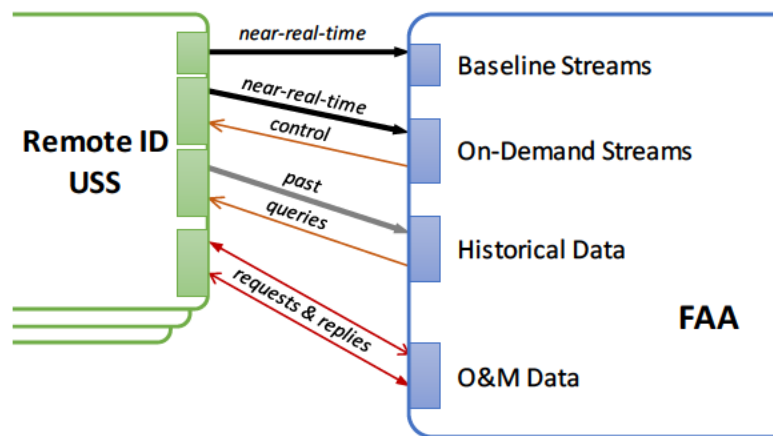 near-real-time
Baseline Streams
near-real-time
control
On-Demand Streams
Remote ID
USS
past
queries
Historical Data
requests & replies
FAA
O&M Data